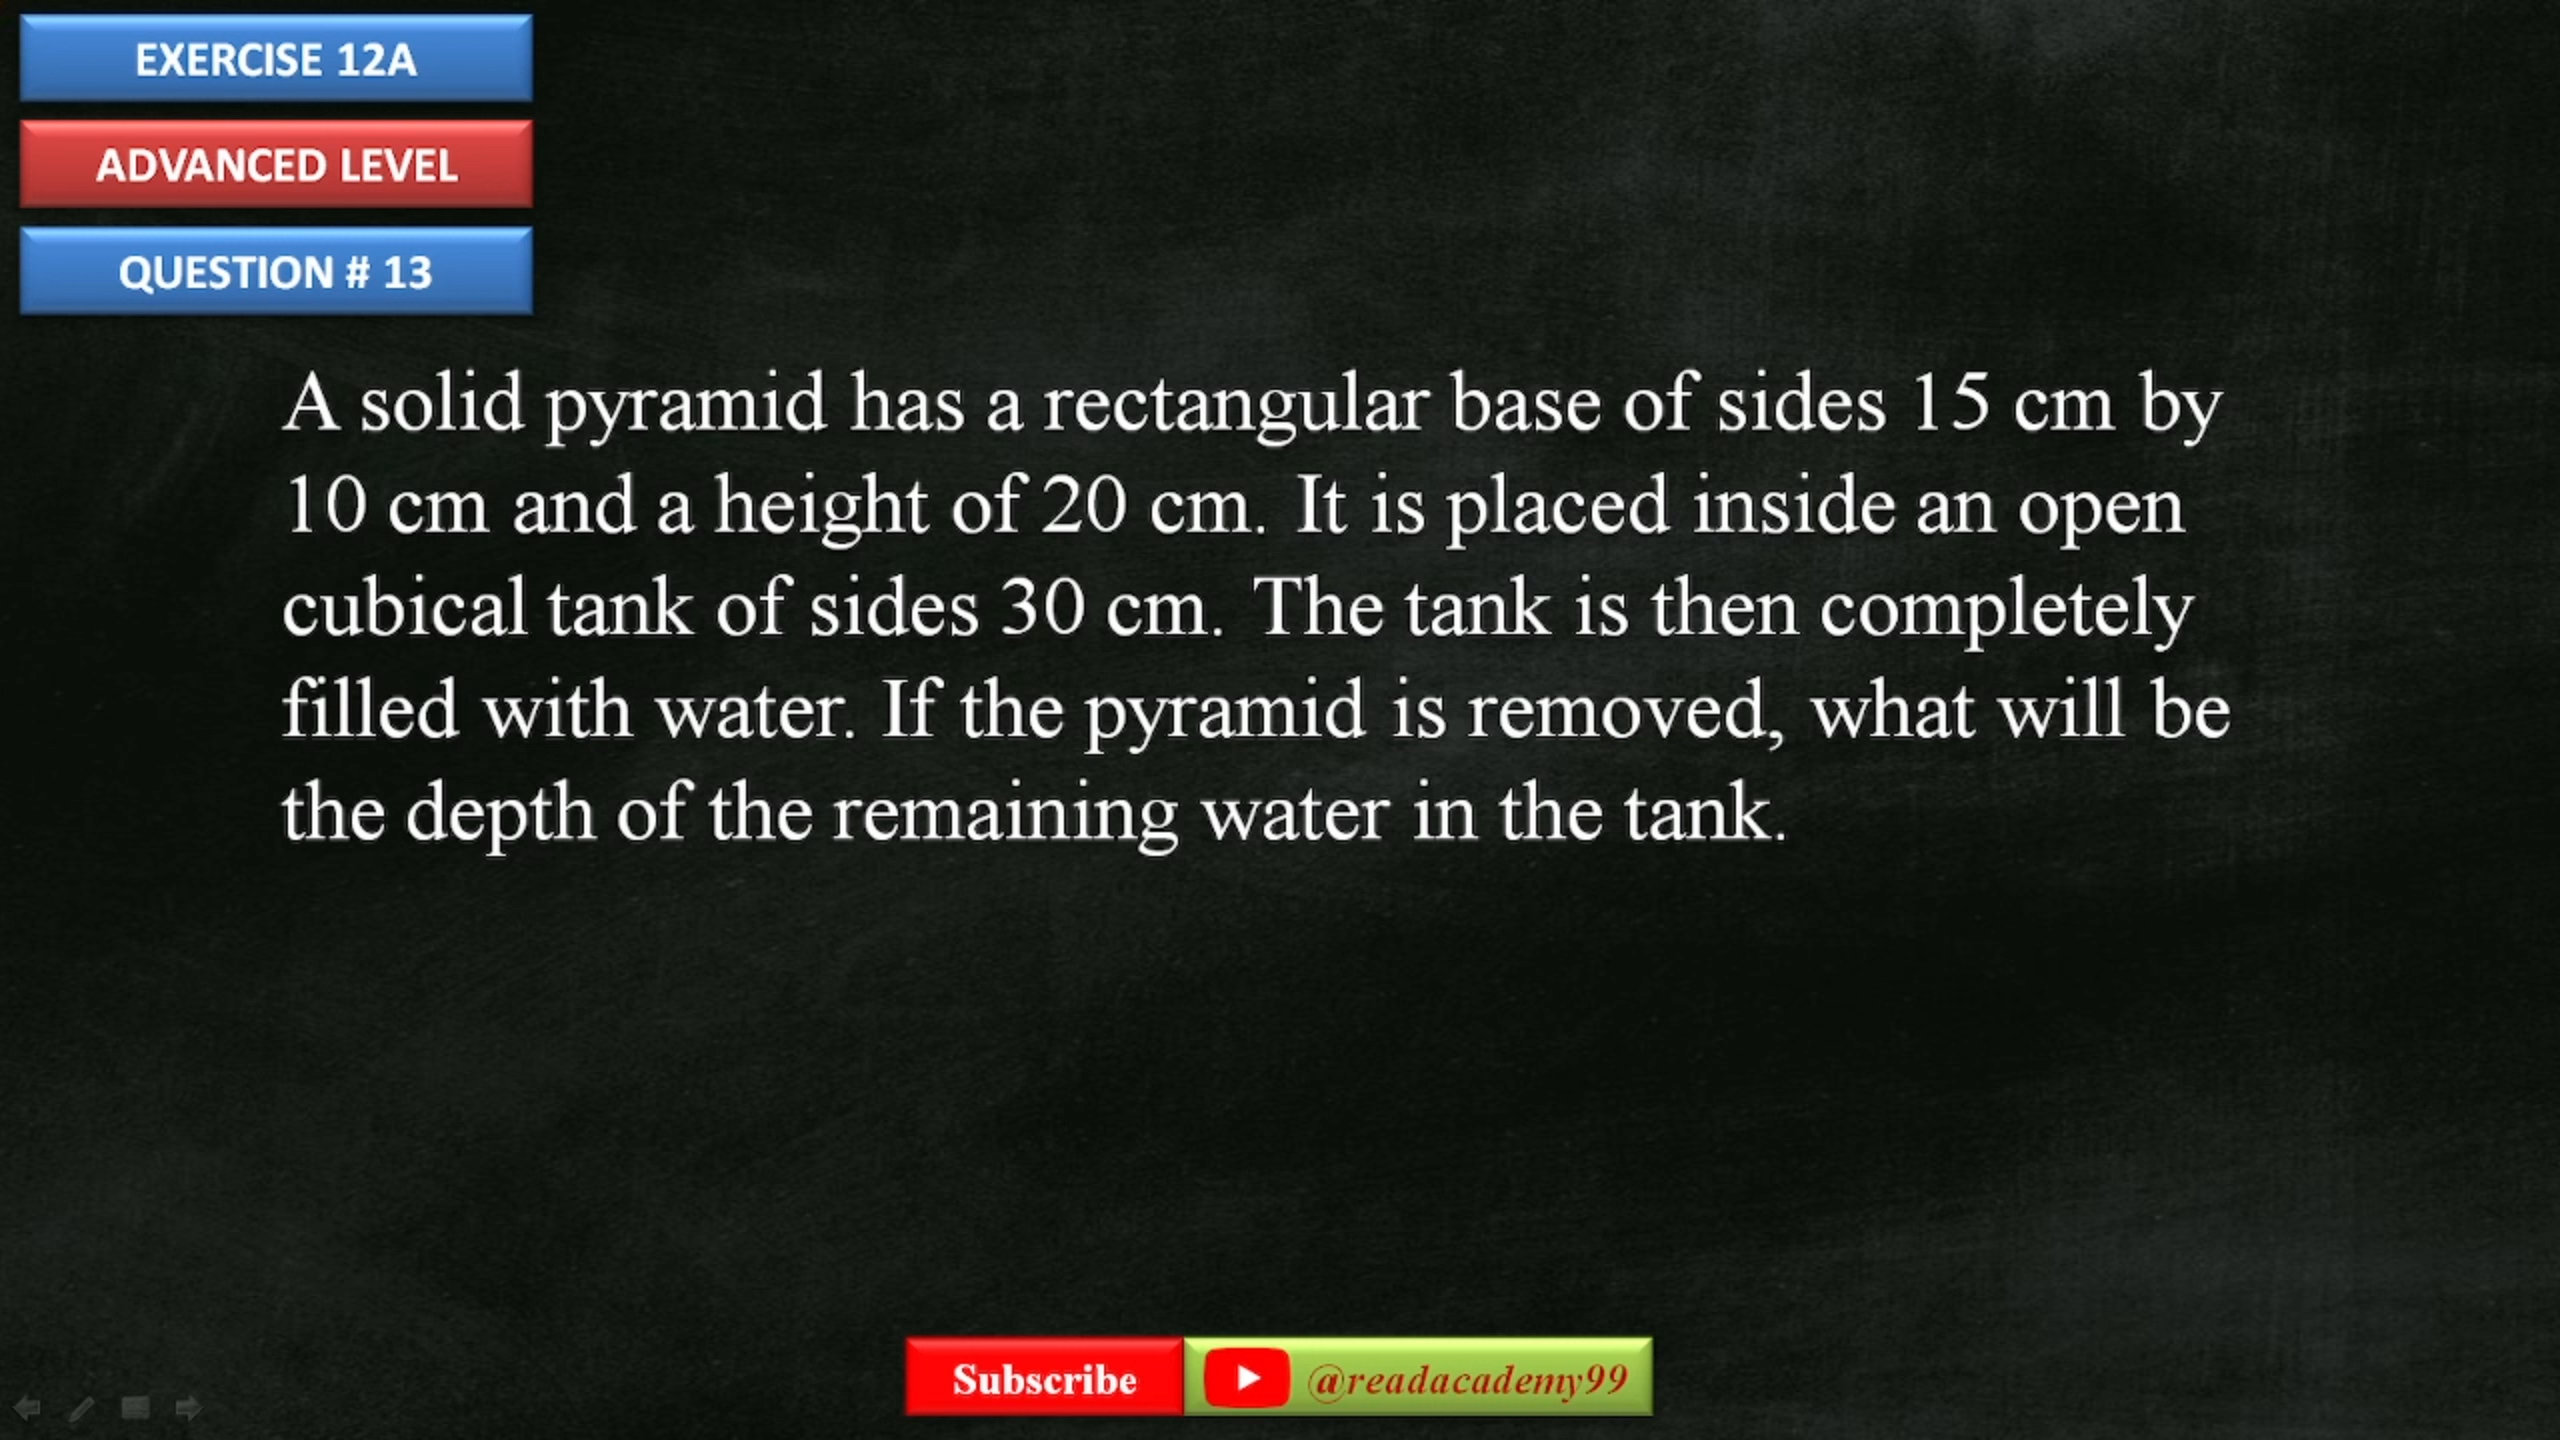 EXERCISE 12A
ADVANCED LEVEL
QUESTION # 13
A solid pyramid has a rectangular base of sides 15 cm by
10 cm and a height of 20 cm. It is placed inside an open
cubical tank of sides 30 cm. The tank is then completely
filled with water. If the pyramid is removed, what will be
the depth of the remaining water in the tank.
Subscribe @readacademy99